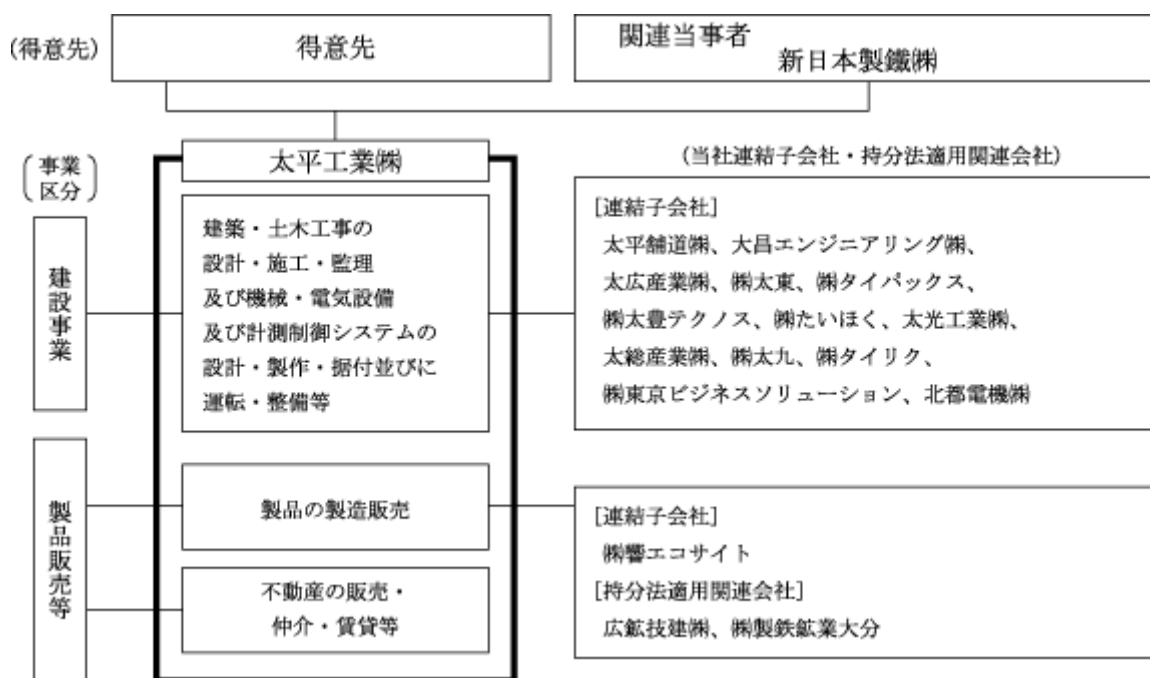 (得意先)
得意先
関連当事者
新日本製鐵㈱
太平工業㈱
(当社連結子会社・持分法適用関連会社)
事業
区分
建設事業
建築・土木工事の
設計・施工・監理
及び機械・電気設備
及び計測制御システムの
設計・製作・据付並びに
運転・整備等
[連結子会社]
太平舗道㈱、大昌エンジニアリング㈱、
太広産業㈱、㈱太東、㈱タイパックス、
㈱太豊テクノス、㈱たいほく、太光工業㈱、
太総産業㈱、㈱太九、㈱タイリク、
㈱東京ビジネスソリューション、北都電機㈱
製品販売等
製品の製造販売
不動産の販売・
仲介・賃貸等
[連結子会社]
㈱響エコサイト
[持分法適用関連会社]
広鉱技建㈱、㈱製鉄鉱業大分